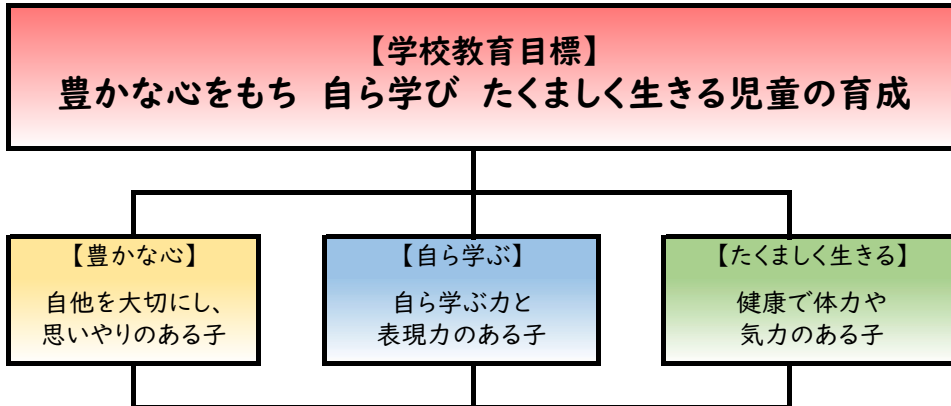 【学校教育目標】
豊かな心をもち 自ら学び たくましく生きる児童の育成
【豊かな心】
自他を大切にし、
思いやりのある子
【自ら学ぶ】
自ら学ぶ力と
表現力のある子
【たくましく生きる】
健康で体力や
気力のある子